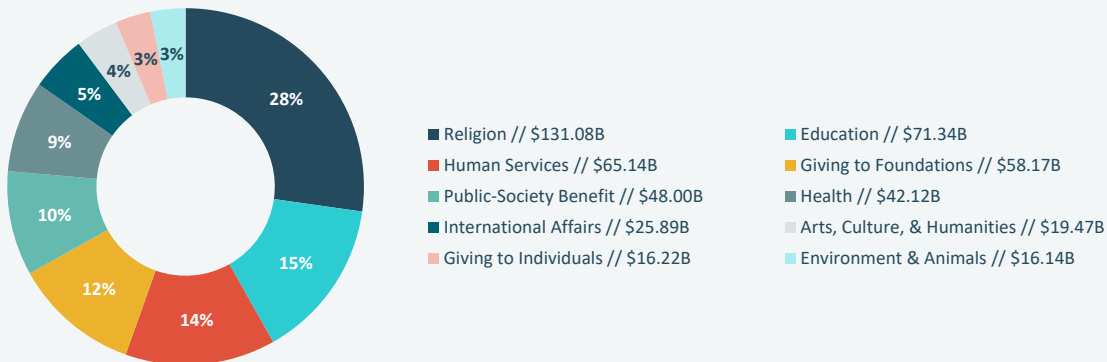 3%
3%
4%
28%
5%
9%
10%
15%
12%
14%
Religion // $131.08B
Education // $71.34B
Human Services // $65.14B
Giving to Foundations // $58.17B
Public-Society Benefit // $48.00B
Health // $42.12B
International Affairs // $25.89B
Arts, Culture, & Humanities // $19.47B
Giving to Individuals // $16.22B
Environment & Animals // $16.14B